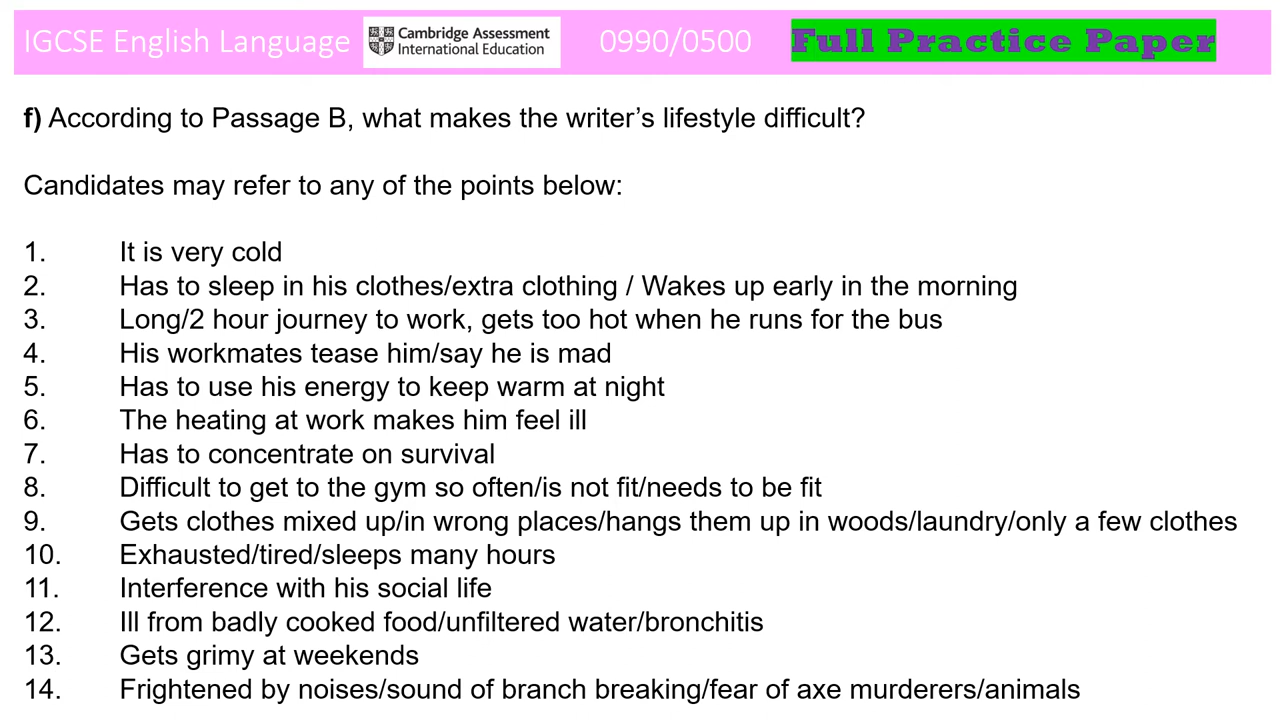 IGCSE English Language Cambridge Assessment International Education 0990/0500 Full Practice Paper
f) According to Passage B, what makes the writer’s lifestyle difficult?
Candidates may refer to any of the points below:
1. It is very cold
2. Has to sleep in his clothes/extra clothing / Wakes up early in the morning
3. Long/2 hour journey to work, gets too hot when he runs for the bus
4. His workmates tease him/say he is mad
5. Has to use his energy to keep warm at night
6. The heating at work makes him feel ill
7. Has to concentrate on survival
8. Difficult to get to the gym so often/is not fit/needs to be fit
9. Gets clothes mixed up/in wrong places/hangs them up in woods/laundry/only a few clothes
10. Exhausted/tired/sleeps many hours
11. Interference with his social life
12. Ill from badly cooked food/unfiltered water/bronchitis
13. Gets grimy at weekends
14. Frightened by noises/sound of branch breaking/fear of axe murderers/animals